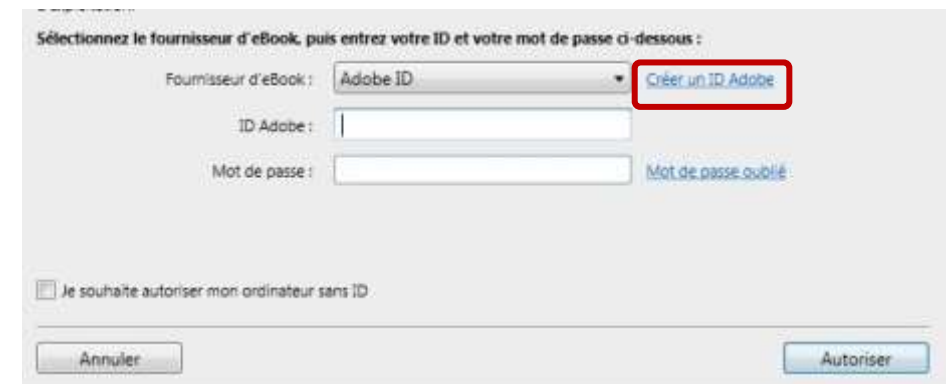 Sélectionnez le fournisseur d'eBook, puis entrez votre ID et votre mot de passe ci-dessous :
Fournisseur d'eBook : Adobe ID Créer un ID Adobe
ID Adobe :
Mot de passe : Mot de passe oublié
Je souhaite autoriser mon ordinateur sans ID
Annuler Autoriser